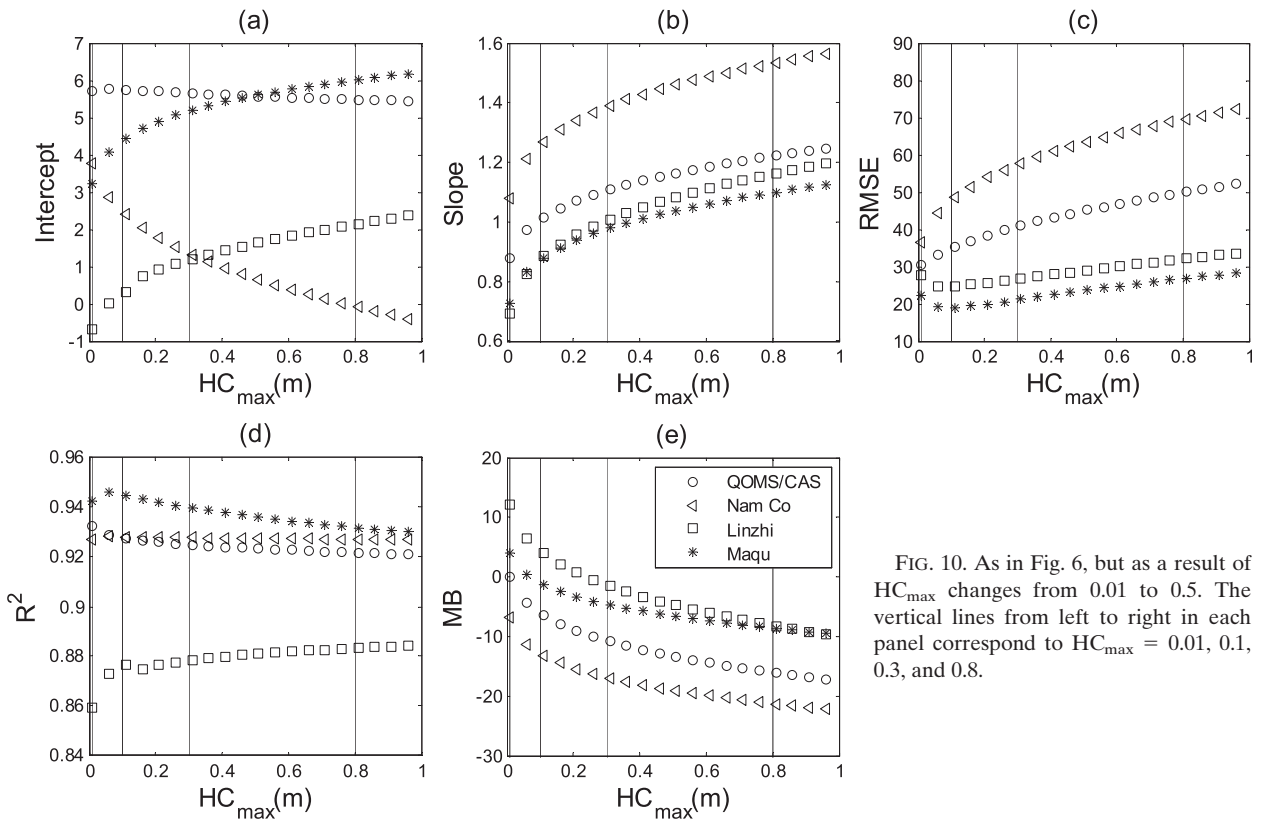 (a)
7
6
5
4
3
2
1
0
-1
Intercept
0 0.2 0.4 0.6 0.8 1
HCmax(m)
(b)
1.6
1.4
1.2
1
0.8
0.6
Slope
0 0.2 0.4 0.6 0.8 1
HCmax(m)
(c)
90
80
70
60
50
40
30
20
10
RMSE
0 0.2 0.4 0.6 0.8 1
HCmax(m)
(d)
0.96
0.94
0.92
0.9
0.88
0.86
0.84
R2
0 0.2 0.4 0.6 0.8 1
HCmax(m)
(e)
20
10
0
-10
-20
-30
MB
QOMS/CAS
Nam Co
Linzhi
Maqu
0 0.2 0.4 0.6 0.8 1
HCmax(m)
FIG. 10. As in Fig. 6, but as a result of
HCmax changes from 0.01 to 0.5. The
vertical lines from left to right in each
panel correspond to HCmax = 0.01, 0.1,
0.3, and 0.8.